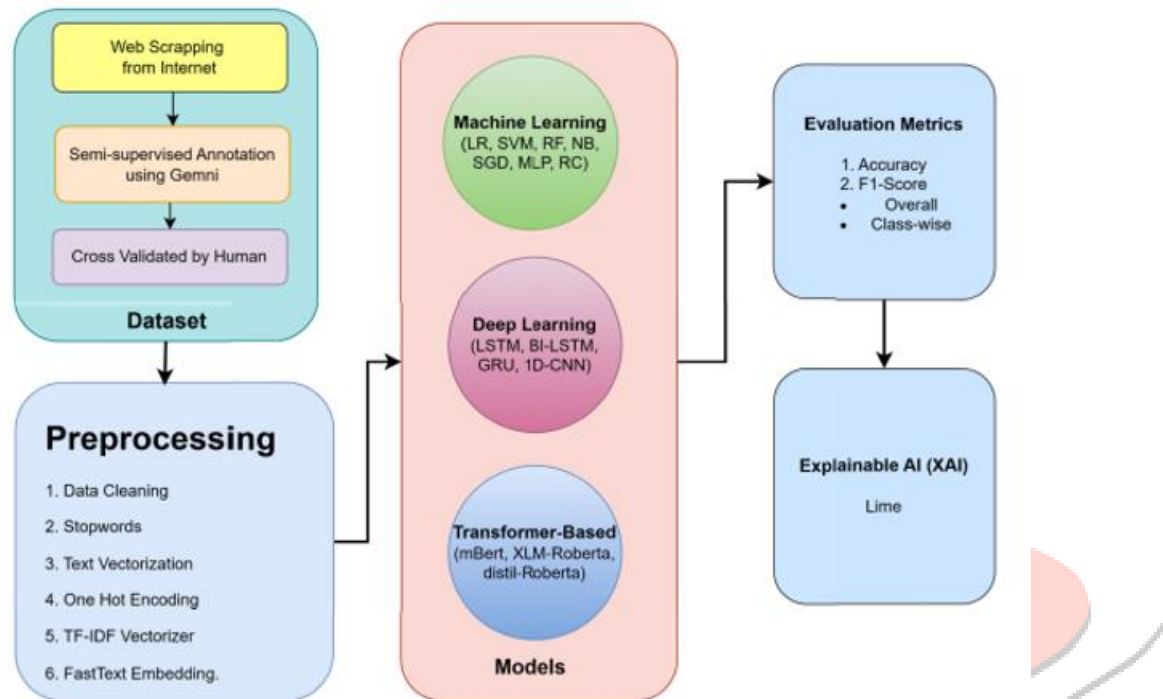 Web Scrapping
from Internet
Semi-supervised Annotation
using Gemni
Cross Validated by Human
Dataset
Preprocessing
1. Data Cleaning
2. Stopwords
3. Text Vectorization
4. One Hot Encoding
5. TF-IDF Vectorizer
6. FastText Embedding.
Machine Learning
(LR, SVM, RF, NB,
SGD, MLP, RC)
Deep Learning
(LSTM, BI-LSTM,
GRU, 1D-CNN)
Transformer-Based
(mBert, XLM-Roberta,
distil-Roberta)
Models
Evaluation Metrics
1. Accuracy
2. F1-Score
• Overall
• Class-wise
Explainable AI (XAI)
Lime